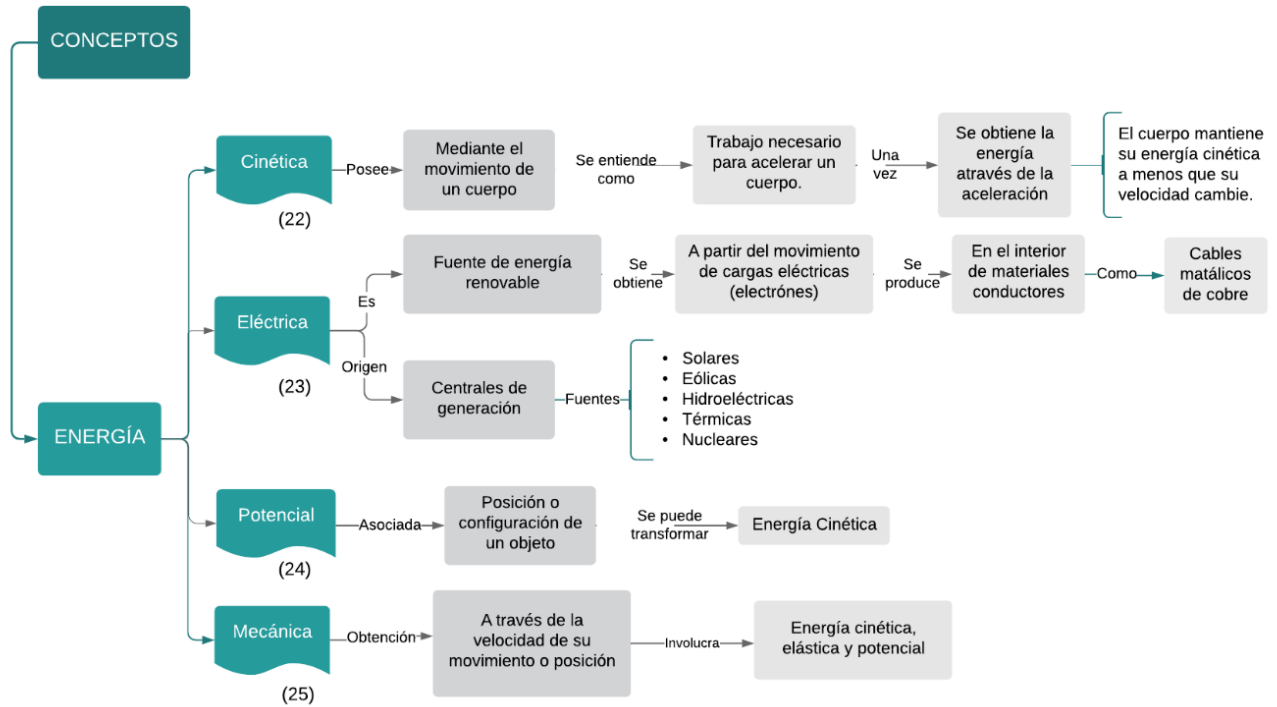 CONCEPTOS
Cinética
(22)
Posee
Mediante el
movimiento de
un cuerpo
Se entiende
como
Trabajo necesario
para acelerar un
cuerpo.
Una
vez
Se obtiene la
energía
através de la
aceleración
El cuerpo mantiene
su energía cinética
a menos que su
velocidad cambie.
Eléctrica
(23)
Es
Fuente de energía
renovable
Se
obtiene
A partir del movimiento
de cargas eléctricas
(electrónes)
Se
produce
En el interior
de materiales
conductores
Como
Cables
matálicos
de cobre
Origen
Centrales de
generación
Fuentes
• Solares
• Eólicas
• Hidroeléctricas
• Térmicas
• Nucleares
ENERGÍA
Potencial
(24)
Asociada
Posición o
configuración de
un objeto
Se puede
transformar
Energía Cinética
Mecánica
(25)
Obtención
A través de la
velocidad de su
movimiento o posición
Involucra
Energía cinética,
elástica y potencial